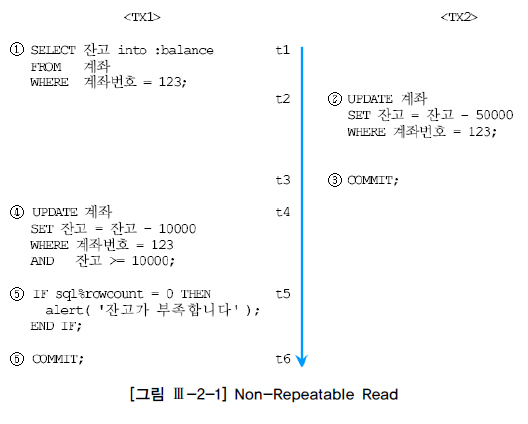 <TX1>
<TX2>
① SELECT 잔고 into :balance
FROM 계좌
WHERE 계좌번호 = 123;
t1
t2
② UPDATE 계좌
SET 잔고 = 잔고 - 50000
WHERE 계좌번호 = 123;
t3
③ COMMIT;
④ UPDATE 계좌
SET 잔고 = 잔고 - 10000
WHERE 계좌번호 = 123
AND 잔고 >= 10000;
t4
⑤ IF sql%rowcount = 0 THEN
alert( '잔고가 부족합니다' );
END IF;
t5
⑥ COMMIT;
t6
[그림 Ⅲ-2-1] Non-Repeatable Read